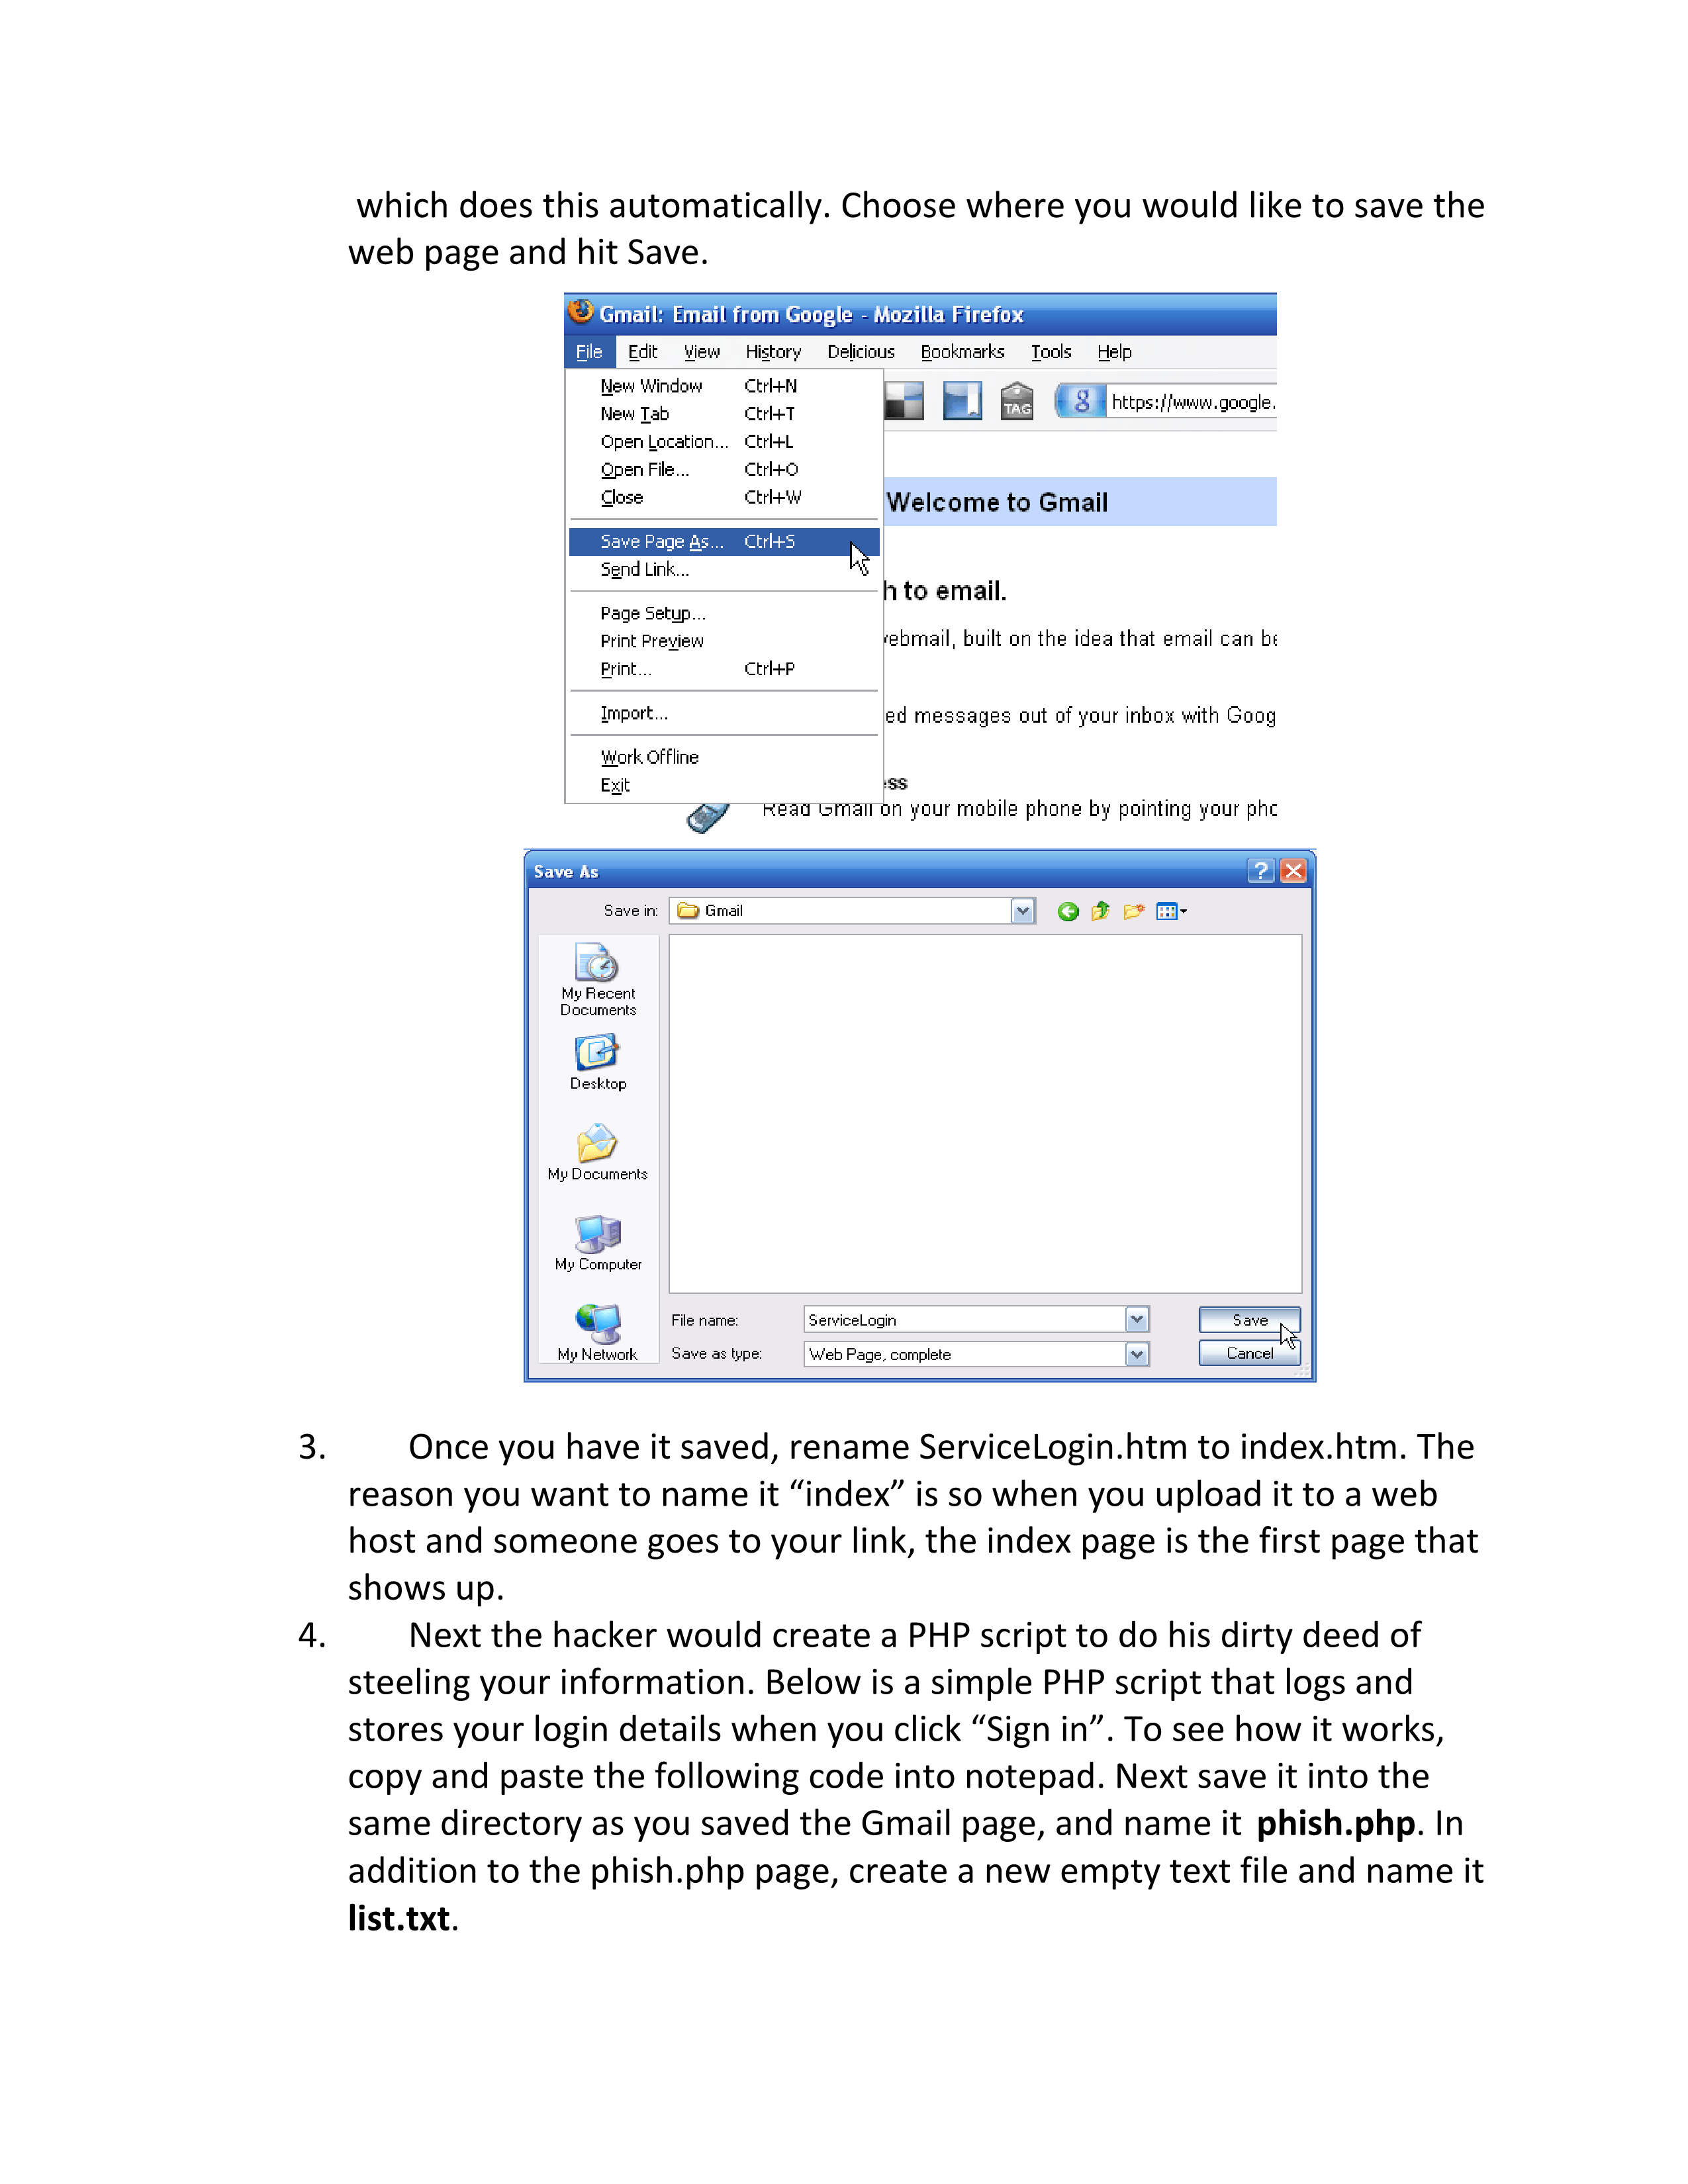 which does this automatically. Choose where you would like to save the
web page and hit Save.
Gmail: Email from Google - Mozilla Firefox
File Edit View History Delicious Bookmarks Tools Help
New Window Ctrl+N
New Tab Ctrl+T
TAG
https://www.google.
Open Location... Ctrl+L
Open File... Ctrl+O
Close Ctrl+W
Welcome to Gmail
Save Page As... Ctrl+S
Send Link...
h to email.
Page Setup...
Print Preview
ebmail, built on the idea that email can be
Print... Ctrl+P
Import...
ed messages out of your inbox with Goog
Work Offline
Exit
ess
Read Gmail on your mobile phone by pointing your pho
Save As
Save in: Gmail
My Recent
Documents
Desktop
My Documents
My Computer
My Network
File name: ServiceLogin Save
Save as type: Web Page, complete Cancel
3. Once you have it saved, rename ServiceLogin.htm to index.htm. The
reason you want to name it “index” is so when you upload it to a web
host and someone goes to your link, the index page is the first page that
shows up.
4. Next the hacker would create a PHP script to do his dirty deed of
steeling your information. Below is a simple PHP script that logs and
stores your login details when you click “Sign in”. To see how it works,
copy and paste the following code into notepad. Next save it into the
same directory as you saved the Gmail page, and name it phish.php. In
addition to the phish.php page, create a new empty text file and name it
list.txt.